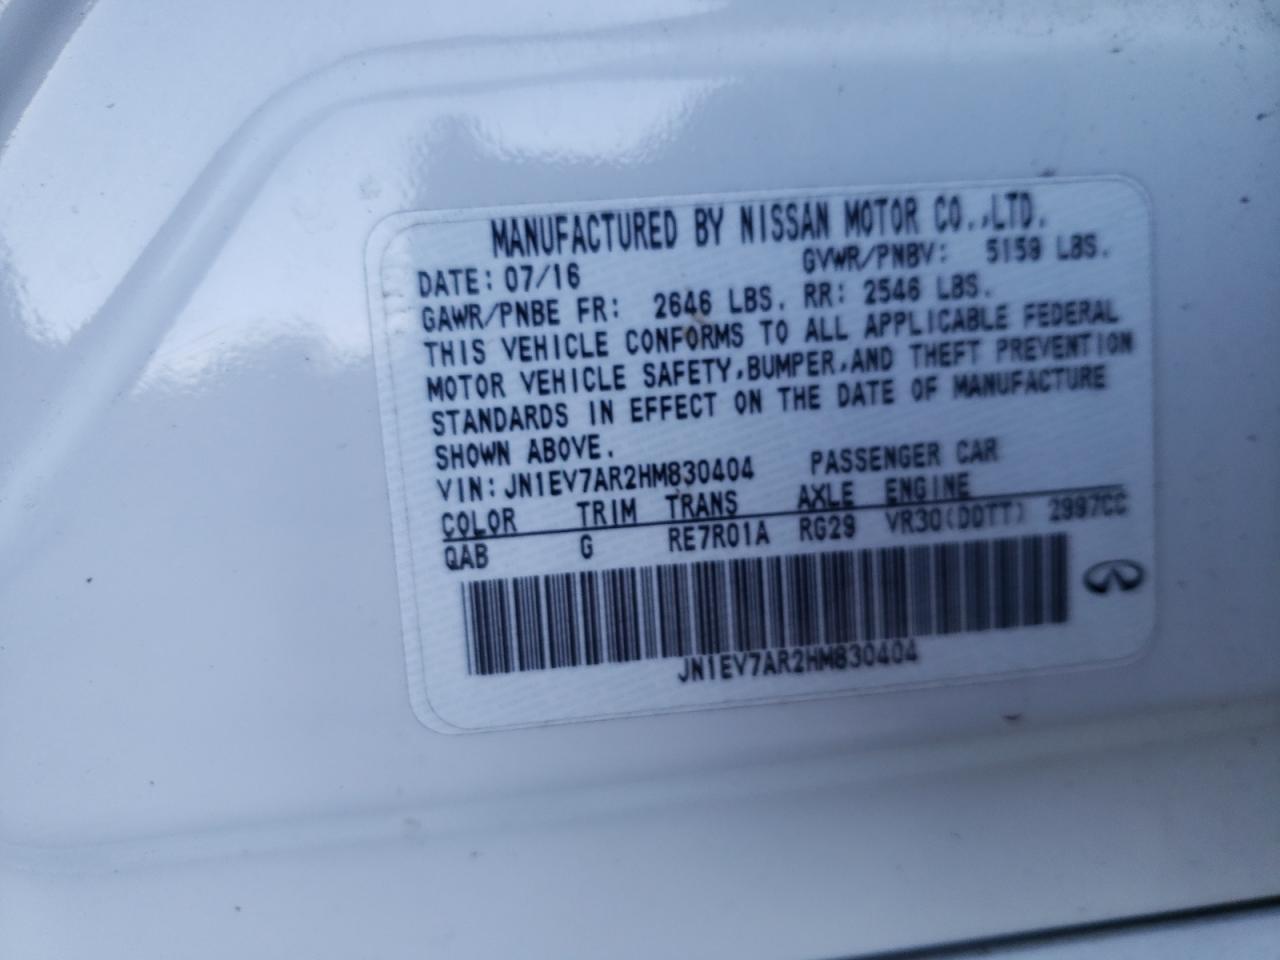 MANUFACTURED BY NISSAN MOTOR CO.,LTD.
DATE: 07/16 GVWR/PNBV: 5159 LBS.
GAWR/PNBE FR: 2646 LBS. RR: 2546 LBS.
THIS VEHICLE CONFORMS TO ALL APPLICABLE FEDERAL
MOTOR VEHICLE SAFETY,BUMPER,AND THEFT PREVENTION
STANDARDS IN EFFECT ON THE DATE OF MANUFACTURE
SHOWN ABOVE.
VIN: JN1EV7AR2HM830404 PASSENGER CAR
COLOR TRIM TRANS AXLE ENGINE
QAB G RE7R01A RG29 VR30(DDTT) 2997CC
JN1EV7AR2HM830404